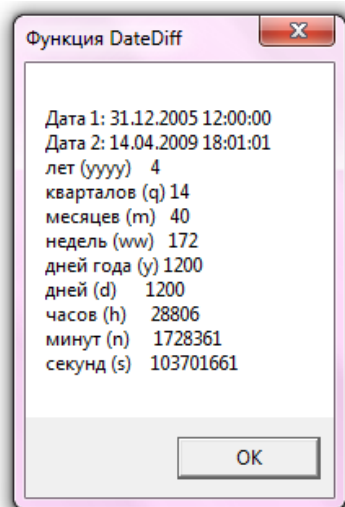 Функция DateDiff
Дата 1: 31.12.2005 12:00:00
Дата 2: 14.04.2009 18:01:01
лет (yyyy) 4
кварталов (q) 14
месяцев (m) 40
недель (ww) 172
дней года (y) 1200
дней (d) 1200
часов (h) 28806
минут (n) 1728361
секунд (s) 103701661
OK